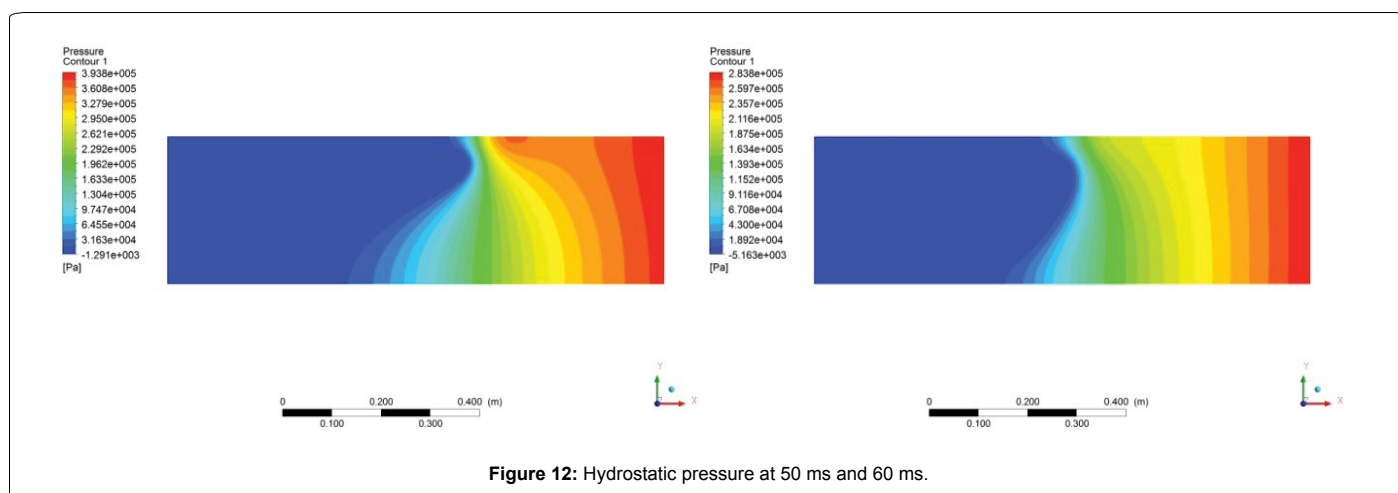 Pressure
Contour 1
3.938e+005
3.608e+005
3.279e+005
2.950e+005
2.621e+005
2.292e+005
1.962e+005
1.633e+005
1.304e+005
9.747e+004
6.455e+004
3.163e+004
-1.291e+003
[Pa]
0 0.200 0.400 (m)
0.100 0.300
Y
X
Z
Pressure
Contour 1
2.838e+005
2.597e+005
2.357e+005
2.116e+005
1.875e+005
1.634e+005
1.393e+005
1.152e+005
9.116e+004
6.708e+004
4.300e+004
1.892e+004
-5.163e+003
[Pa]
0 0.200 0.400 (m)
0.100 0.300
Y
X
Z
Figure 12: Hydrostatic pressure at 50 ms and 60 ms.